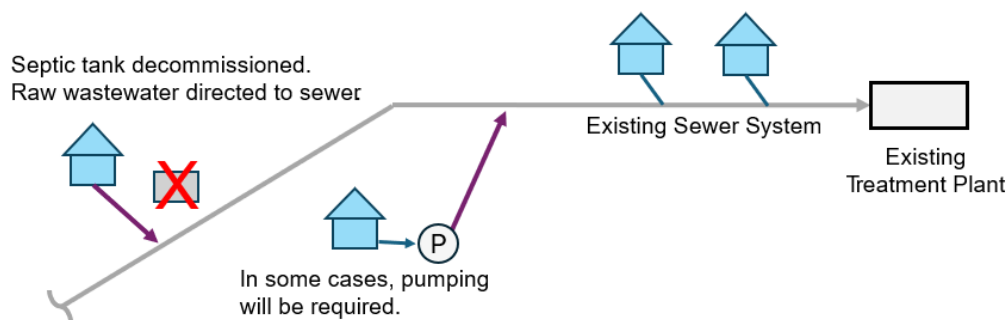 Septic tank decommissioned.
Raw wastewater directed to sewer.
Existing Sewer System
Existing
Treatment Plant
P
In some cases, pumping
will be required.